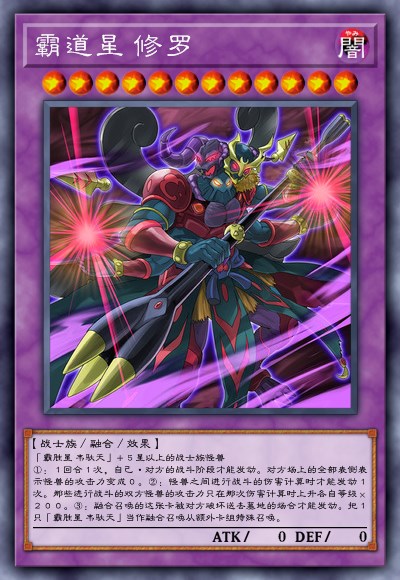 霸道星 修罗
やみ
闇
【战士族／融合／效果】
「霸胜星 韦驮天」＋5星以上的战士族怪兽
①：1回合1次，自己·对方的战斗阶段才能发动。对方场上的全部表侧表
示怪兽的攻击力变成0。②：怪兽之间进行战斗的伤害计算时才能发动1
次。那些进行战斗的双方怪兽的攻击力只在那次伤害计算时上升各自等级×
200。③：融合召唤的这张卡被对方破坏送去墓地的场合才能发动。把1
只「霸胜星 韦驮天」当作融合召唤从额外卡组特殊召唤。
ATK／ 0 DEF／ 0